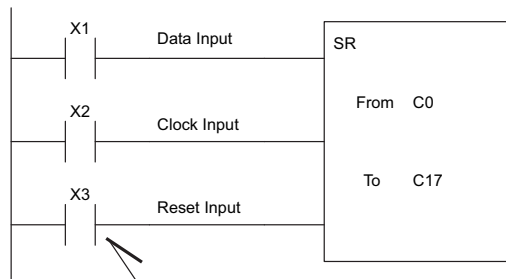 X1
Data Input
SR
From C0
X2
Clock Input
To C17
X3
Reset Input